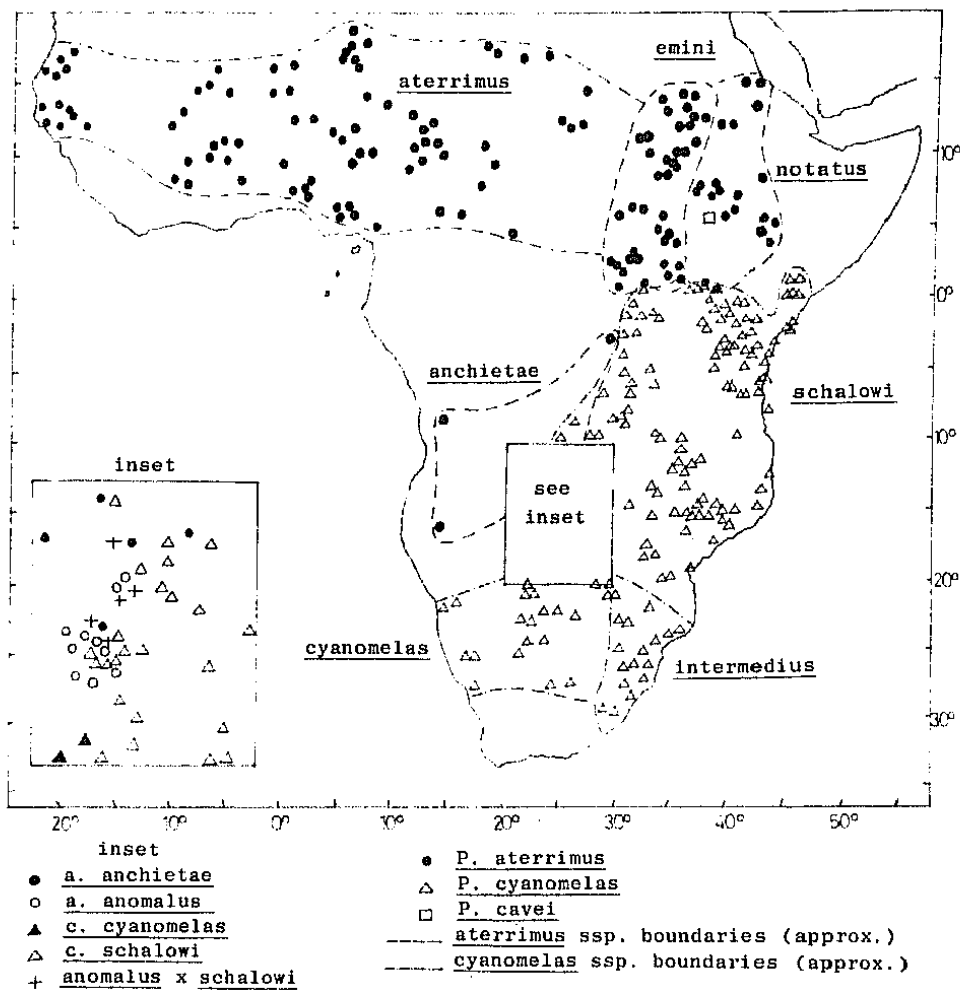 emini
aterrimus
10°
notatus
0°
anchietae
schalowi
10°
inset
see
inset
20°
cyanomelas
intermedius
30°
20° 10° 0° 10° 20° 30° 40° 50°
inset
a. anchietae
a. anomalus
c. cyanomelas
c. schalowi
anomalus x schalowi
P. aterrimus
P. cyanomelas
P. cavei
aterrimus ssp. boundaries (approx.)
cyanomelas ssp. boundaries (approx.)